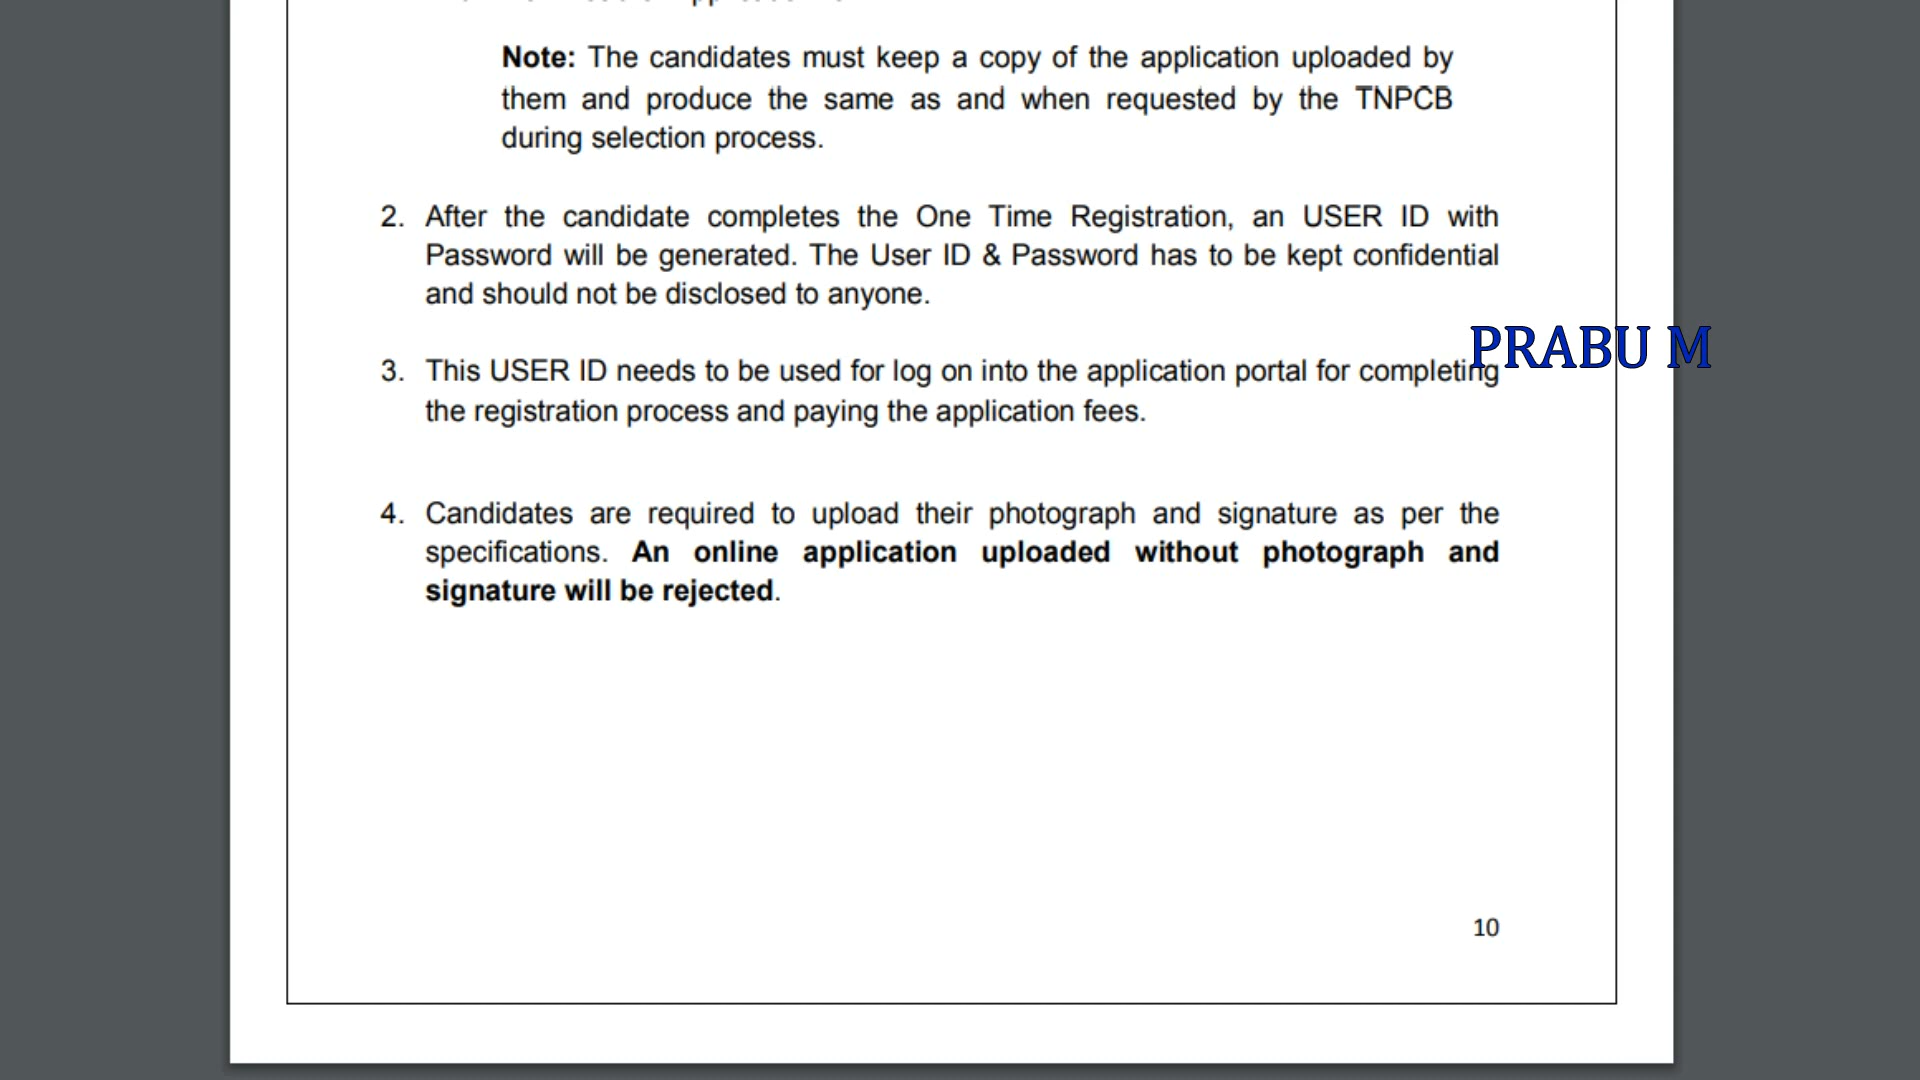 Note: The candidates must keep a copy of the application uploaded by
them and produce the same as and when requested by the TNPCB
during selection process.
2. After the candidate completes the One Time Registration, an USER ID with
Password will be generated. The User ID & Password has to be kept confidential
and should not be disclosed to anyone.
PRABU M
3. This USER ID needs to be used for log on into the application portal for completing
the registration process and paying the application fees.
4. Candidates are required to upload their photograph and signature as per the
specifications. An online application uploaded without photograph and
signature will be rejected.
10